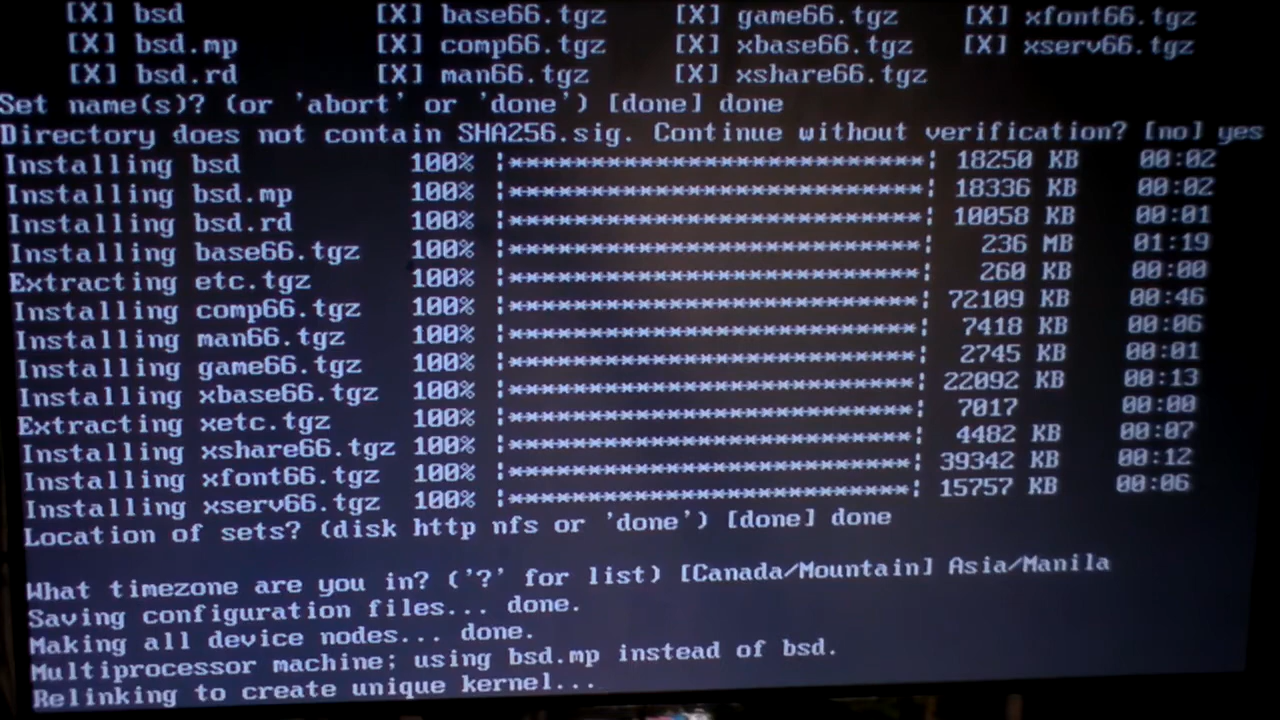 [X] bsd [X] base66.tgz [X] game66.tgz [X] xfont66.tgz
[X] bsd.mp [X] comp66.tgz [X] xbase66.tgz [X] xserv66.tgz
[X] bsd.rd [X] man66.tgz [X] xshare66.tgz
Set name(s)? (or 'abort' or 'done') [done] done
Directory does not contain SHA256.sig. Continue without verification? [no] yes
Installing bsd 100% |**************************| 18250 KB 00:02
Installing bsd.mp 100% |**************************| 18336 KB 00:02
Installing bsd.rd 100% |**************************| 10058 KB 00:01
Installing base66.tgz 100% |**************************| 236 MB 01:19
Extracting etc.tgz 100% |**************************| 260 KB 00:00
Installing comp66.tgz 100% |**************************| 72109 KB 00:46
Installing man66.tgz 100% |**************************| 7418 KB 00:06
Installing game66.tgz 100% |**************************| 2745 KB 00:01
Installing xbase66.tgz 100% |**************************| 22092 KB 00:13
Extracting xetc.tgz 100% |**************************| 7017 00:00
Installing xshare66.tgz 100% |**************************| 4482 KB 00:07
Installing xfont66.tgz 100% |**************************| 39342 KB 00:12
Installing xserv66.tgz 100% |**************************| 15757 KB 00:06
Location of sets? (disk http nfs or 'done') [done] done
What timezone are you in? ('?' for list) [Canada/Mountain] Asia/Manila
Saving configuration files... done.
Making all device nodes... done.
Multiprocessor machine; using bsd.mp instead of bsd.
Relinking to create unique kernel...